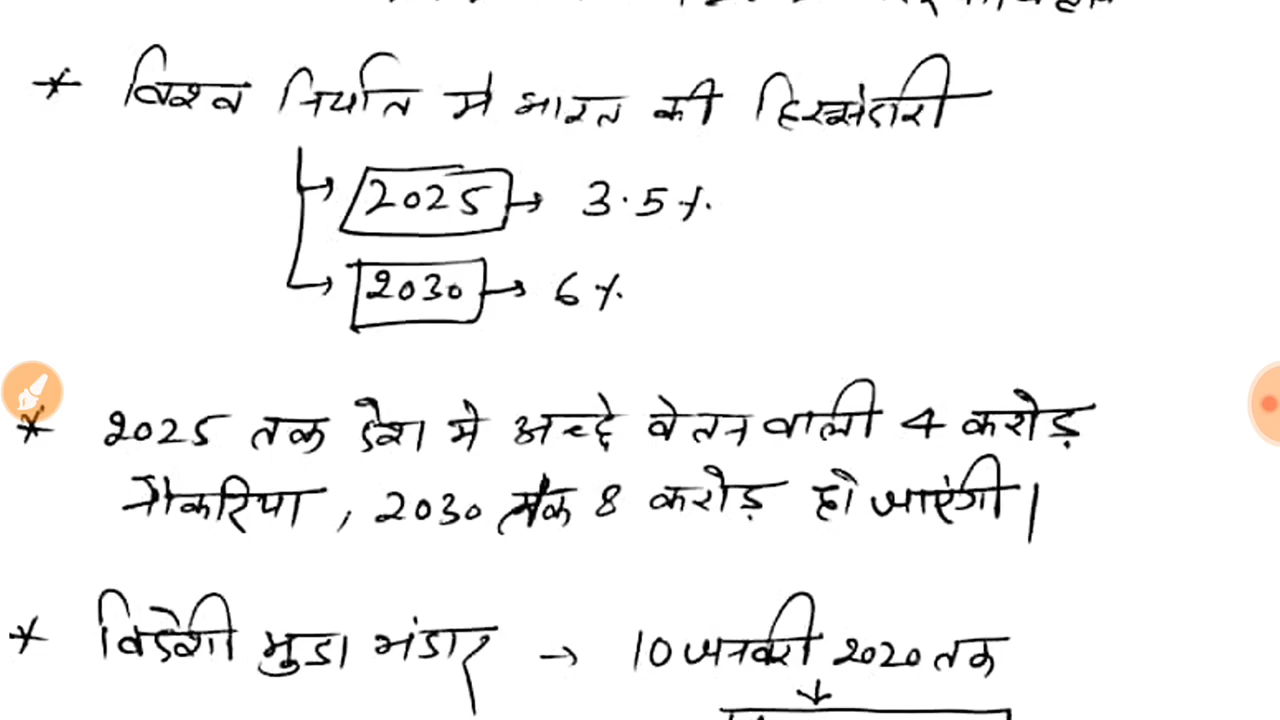 * विश्व निर्यात मे भारत की हिस्सेदारी
→ 2025 → 3.5%
→ 2030 → 6%
* 2025 तक देश मे अच्छे वेतन वाली 4 करोड़
नौकरिया, 2030 तक 8 करोड़ हो जाएंगी।
* विदेशी मुद्रा भंडार → 10 जनवरी 2020 तक